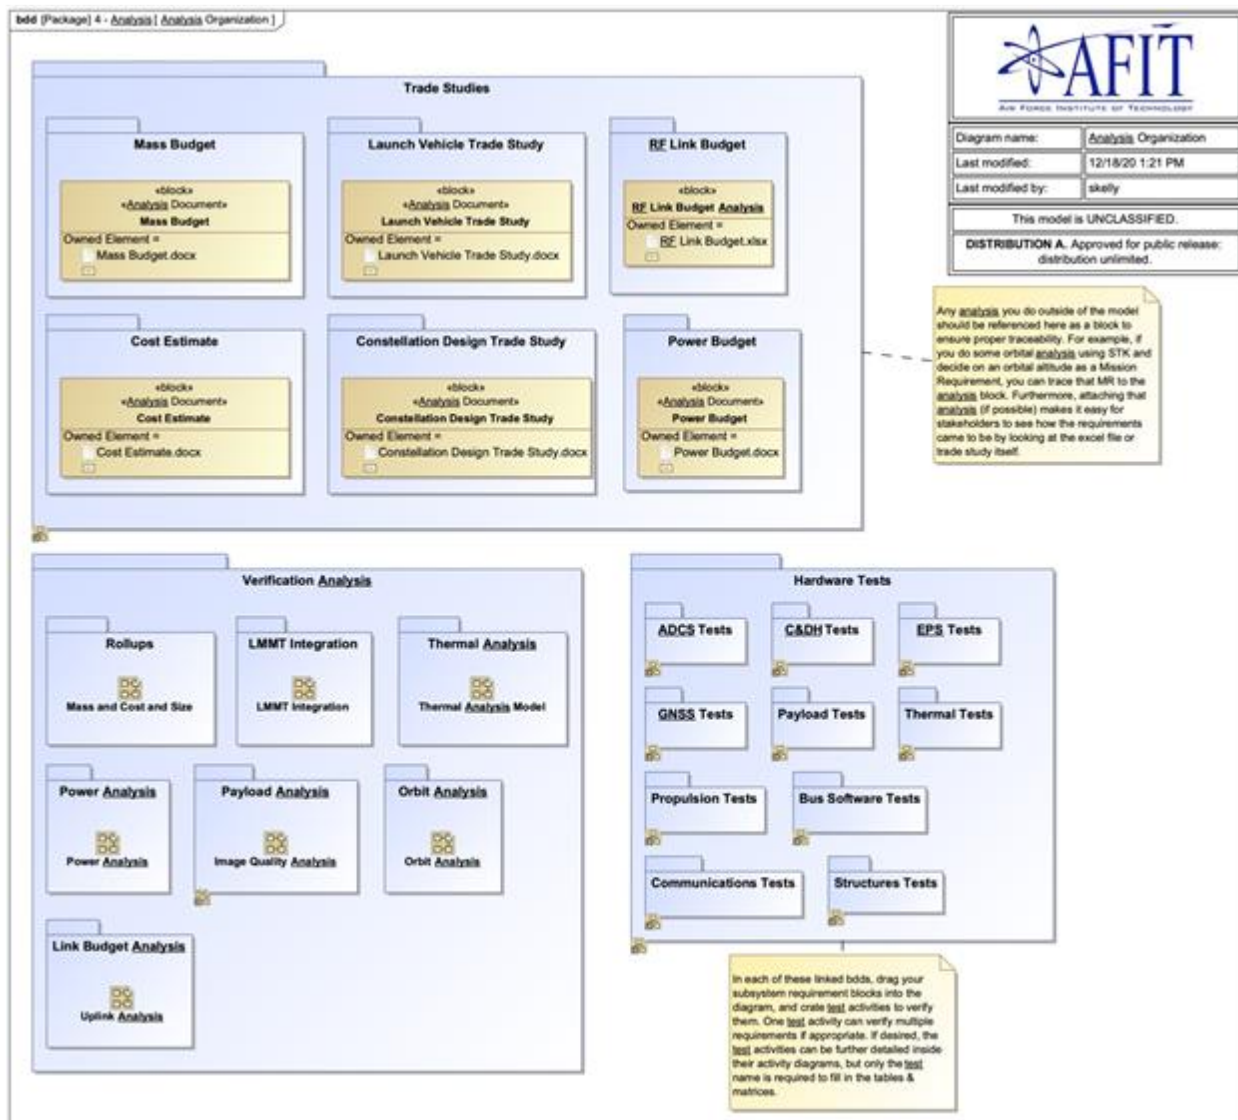 bdd [Package] 4 - Analysis [ Analysis Organization ]
AFIT
AIR FORCE INSTITUTE OF TECHNOLOGY
Diagram name:
Analysis Organization
Last modified:
12/18/20 1:21 PM
Last modified by:
skelly
This model is UNCLASSIFIED.
DISTRIBUTION A. Approved for public release:
distribution unlimited.
Trade Studies
Mass Budget
«block»
«Analysis Document»
Mass Budget
Owned Element =
Mass Budget.docx
Launch Vehicle Trade Study
«block»
«Analysis Document»
Launch Vehicle Trade Study
Owned Element =
Launch Vehicle Trade Study.docx
RF Link Budget
«block»
RF Link Budget Analysis
Owned Element =
RF Link Budget.xlsx
Cost Estimate
«block»
«Analysis Document»
Cost Estimate
Owned Element =
Cost Estimate.docx
Constellation Design Trade Study
«block»
«Analysis Document»
Constellation Design Trade Study
Owned Element =
Constellation Design Trade Study.docx
Power Budget
«block»
«Analysis Document»
Power Budget
Owned Element =
Power Budget.docx
Any analysis you do outside of the model
should be referenced here as a block to
ensure proper traceability. For example, if
you do some orbital analysis using STK and
decide on an orbital altitude as a Mission
Requirement, you can trace that MR to the
analysis block. Furthermore, attaching that
analysis (if possible) makes it easy for
stakeholders to see how the requirements
came to be by looking at the excel file or
trade study itself.
Verification Analysis
Rollups
Mass and Cost and Size
LMMT Integration
LMMT Integration
Thermal Analysis
Thermal Analysis Model
Power Analysis
Power Analysis
Payload Analysis
Image Quality Analysis
Orbit Analysis
Orbit Analysis
Link Budget Analysis
Uplink Analysis
Hardware Tests
ADCS Tests
C&DH Tests
EPS Tests
GNSS Tests
Payload Tests
Thermal Tests
Propulsion Tests
Bus Software Tests
Communications Tests
Structures Tests
In each of these linked bdds, drag your
subsystem requirement blocks into the
diagram, and crate test activities to verify
them. One test activity can verify multiple
requirements if appropriate. If desired, the
test activities can be further detailed inside
their activity diagrams, but only the test
name is required to fill in the tables &
matrices.